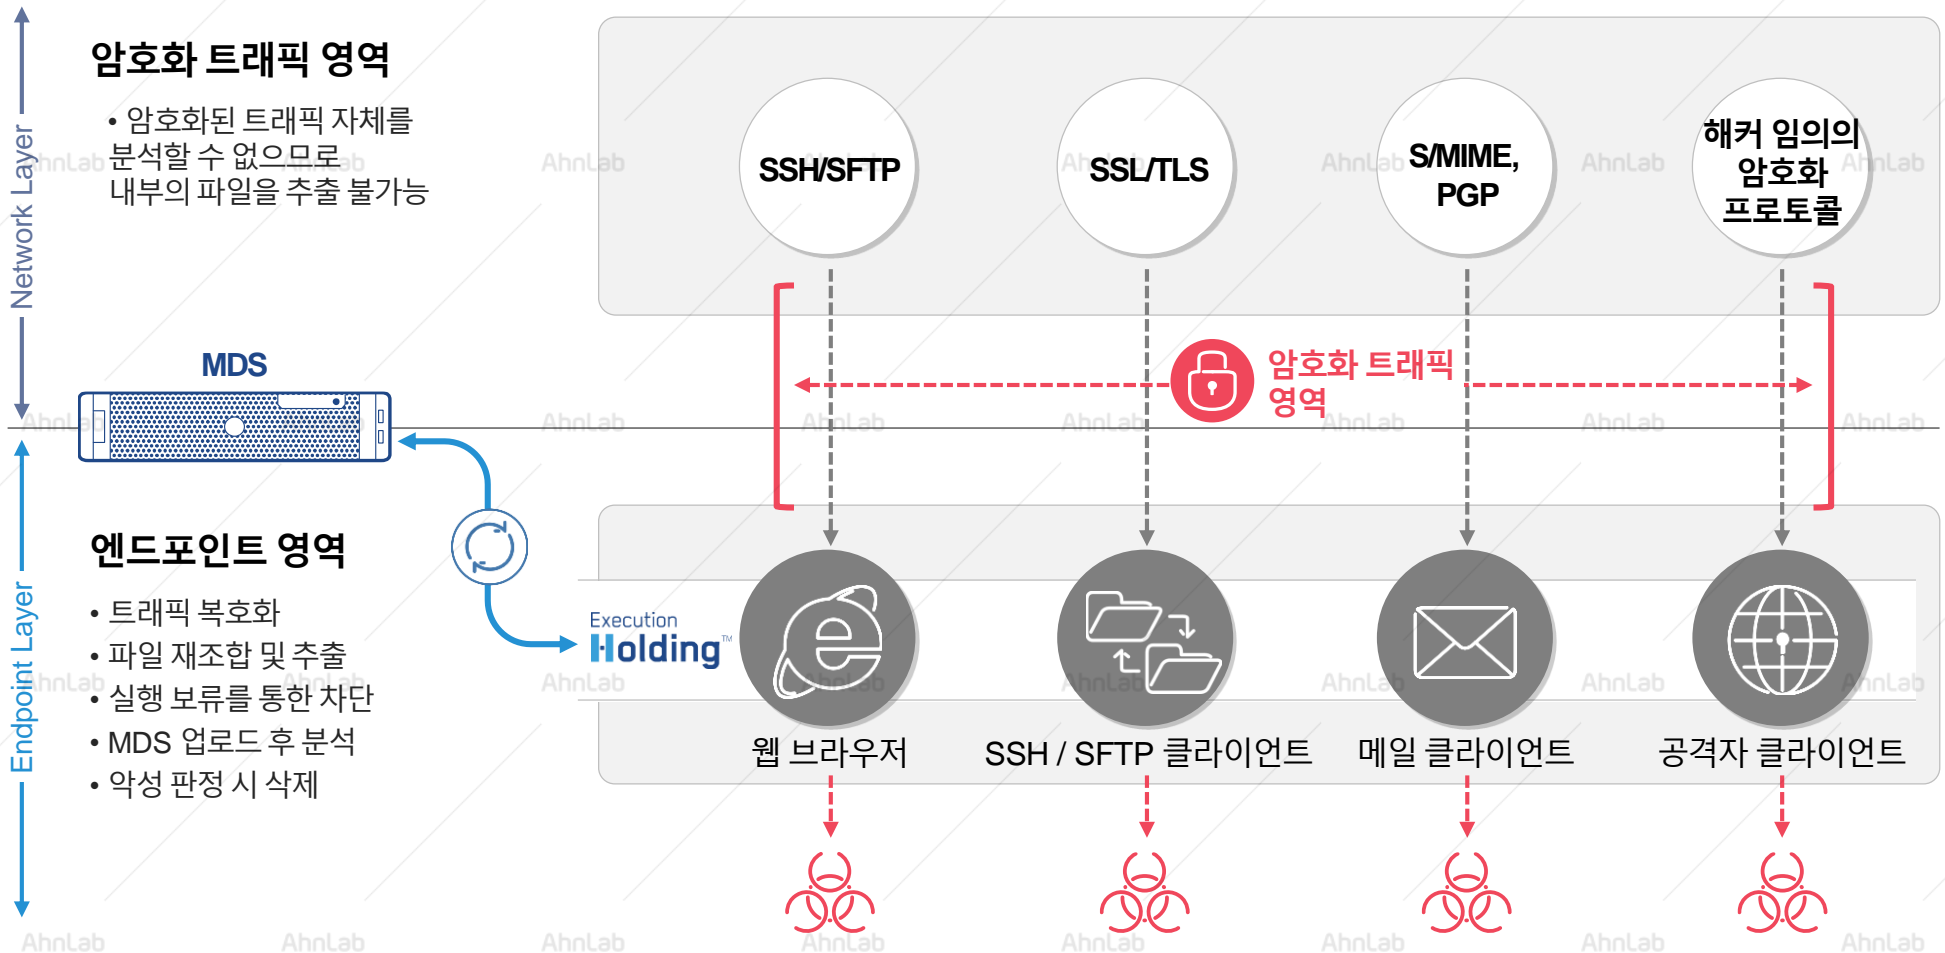 암호화 트래픽 영역
• 암호화된 트래픽 자체를
분석할 수 없으므로
내부의 파일을 추출 불가능
Network Layer
SSH/SFTP
SSL/TLS
S/MIME,
PGP
해커 임의의
암호화
프로토콜
MDS
암호화 트래픽
영역
엔드포인트 영역
• 트래픽 복호화
• 파일 재조합 및 추출
• 실행 보류를 통한 차단
• MDS 업로드 후 분석
• 악성 판정 시 삭제
Endpoint Layer
Execution
Holding™
웹 브라우저
SSH / SFTP 클라이언트
메일 클라이언트
공격자 클라이언트
AhnLab AhnLab AhnLab AhnLab AhnLab AhnLab AhnLab AhnLab